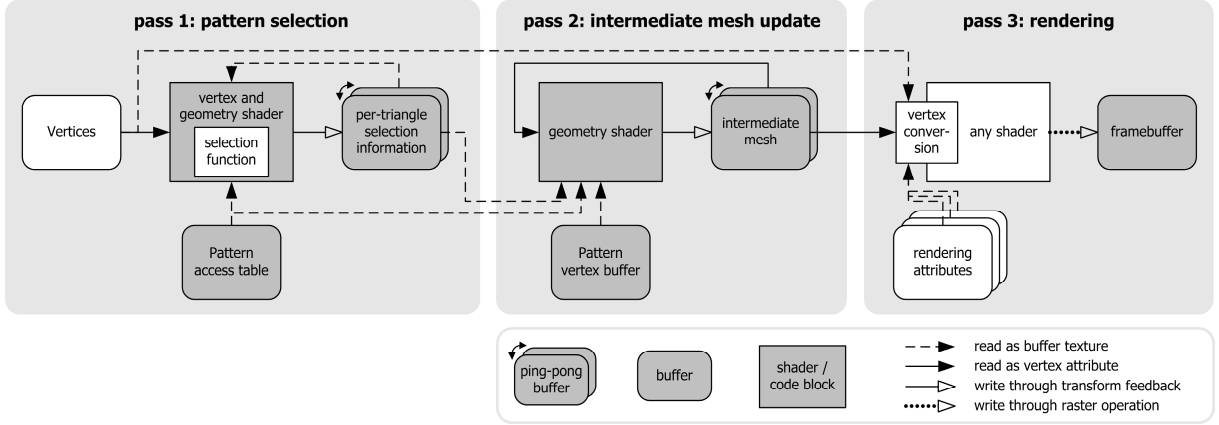 pass 1: pattern selection
pass 2: intermediate mesh update
pass 3: rendering
Vertices
vertex and
geometry shader
selection
function
per-triangle
selection
information
Pattern
access table
geometry shader
intermediate
mesh
Pattern
vertex buffer
vertex
conver-
sion
any shader
framebuffer
rendering
attributes
ping-pong
buffer
buffer
shader /
code block
read as buffer texture
read as vertex attribute
write through transform feedback
write through raster operation